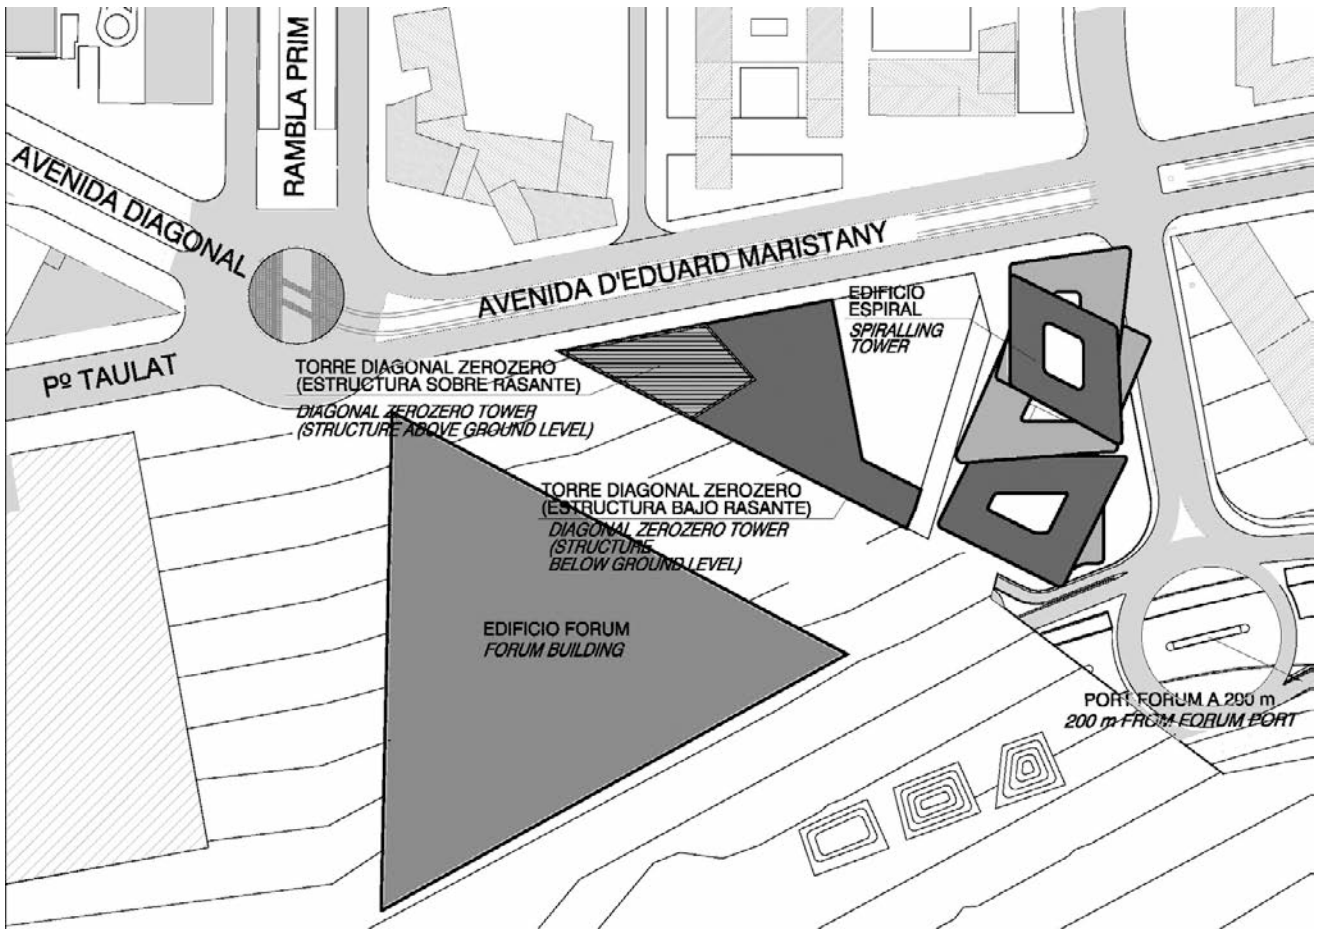 RAMBLA PRIM
AVENIDA DIAGONAL
AVENIDA D'EDUARD MARISTANY
Pº TAULAT
EDIFICIO
ESPIRAL
SPIRALLING
TOWER
TORRE DIAGONAL ZEROZERO
(ESTRUCTURA SOBRE RASANTE)
DIAGONAL ZEROZERO TOWER
(STRUCTURE ABOVE GROUND LEVEL)
TORRE DIAGONAL ZEROZERO
(ESTRUCTURA BAJO RASANTE)
DIAGONAL ZEROZERO TOWER
(STRUCTURE
BELOW GROUND LEVEL)
EDIFICIO FORUM
FORUM BUILDING
PORT FORUM A 200 m
200 m FROM FORUM PORT